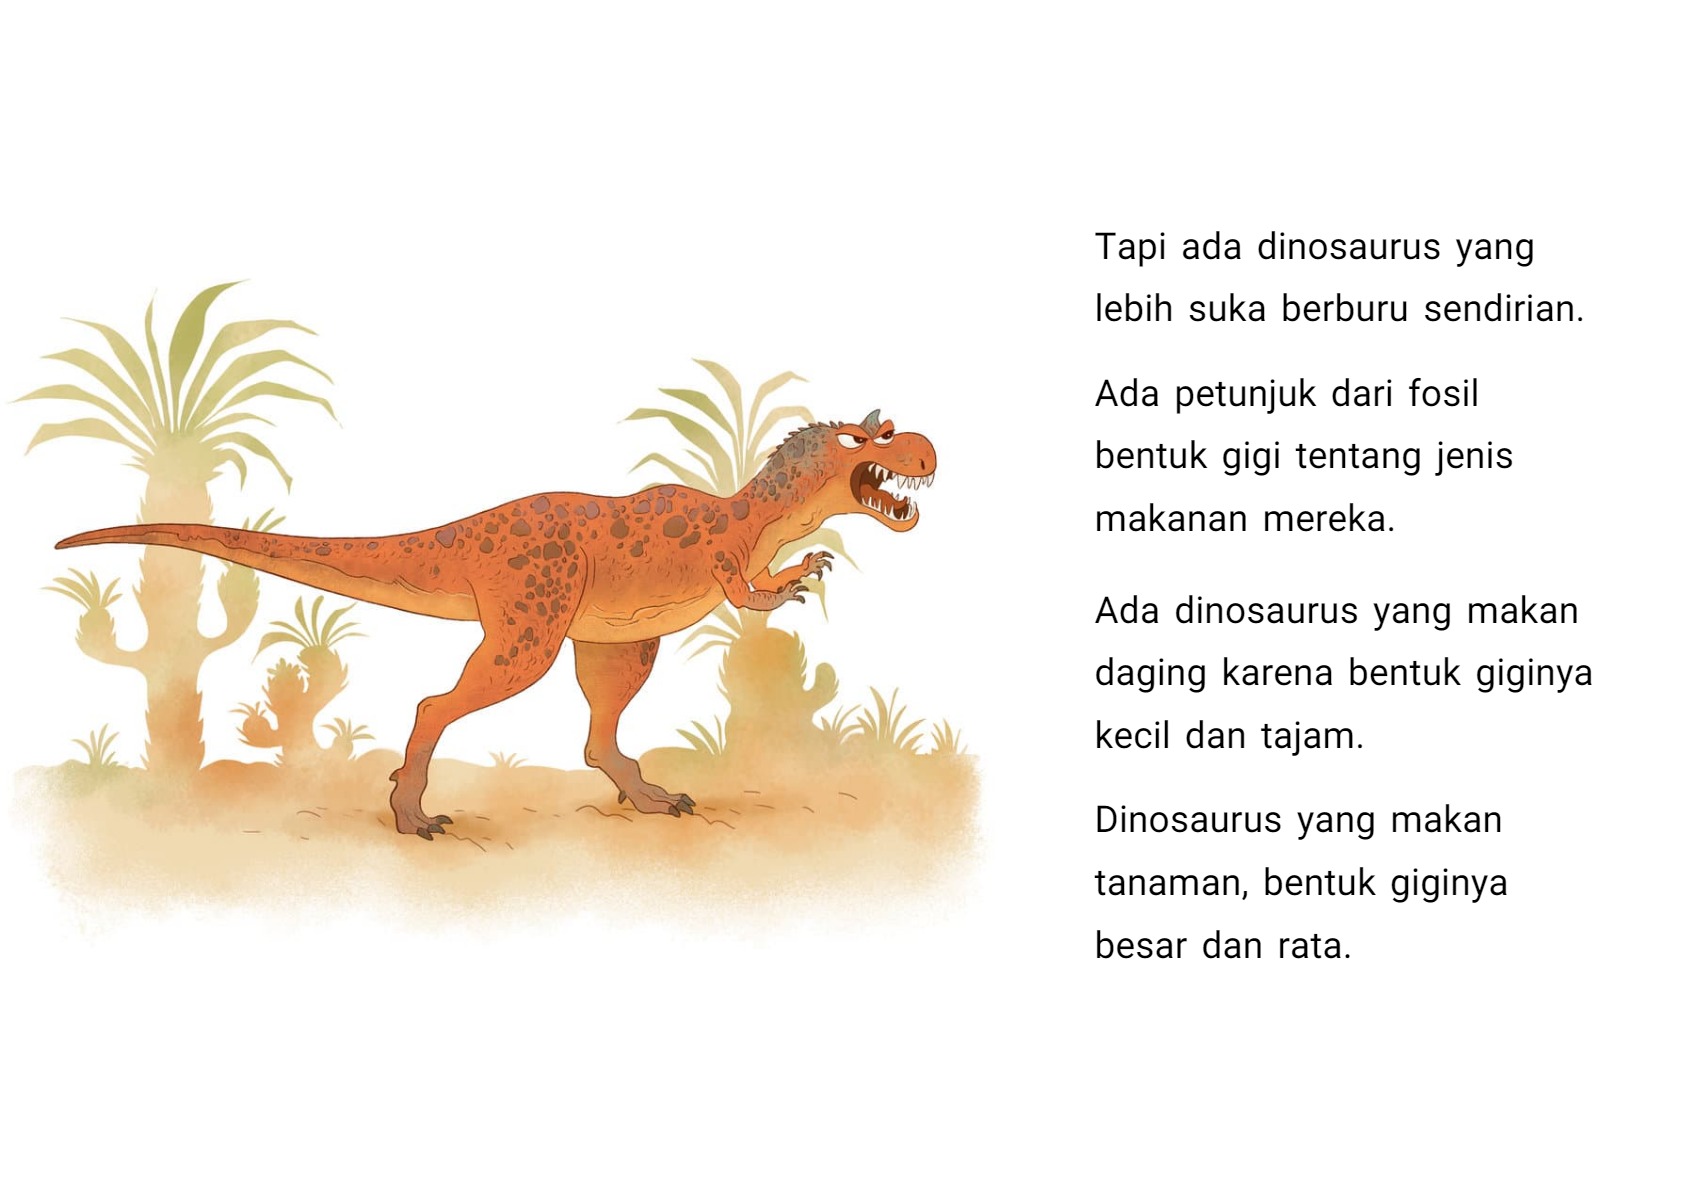 Tapi ada dinosaurus yang
lebih suka berburu sendirian.
Ada petunjuk dari fosil
bentuk gigi tentang jenis
makanan mereka.
Ada dinosaurus yang makan
daging karena bentuk giginya
kecil dan tajam.
Dinosaurus yang makan
tanaman, bentuk giginya
besar dan rata.